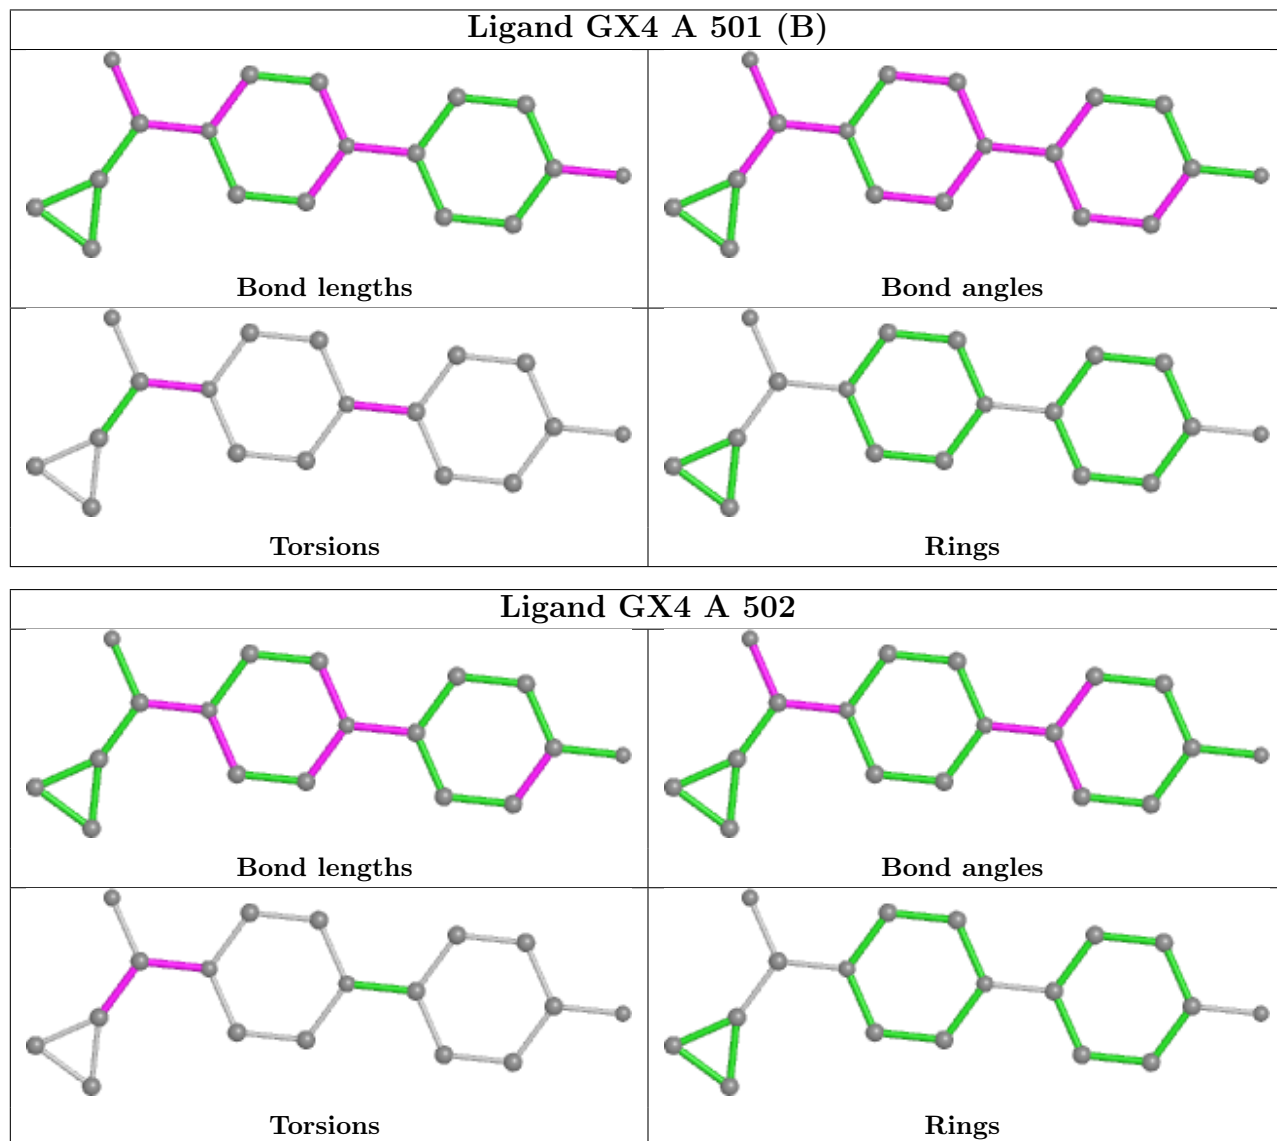 Ligand GX4 A 501 (B)
Bond lengths
Bond angles
Torsions
Rings
Ligand GX4 A 502
Bond lengths
Bond angles
Torsions
Rings